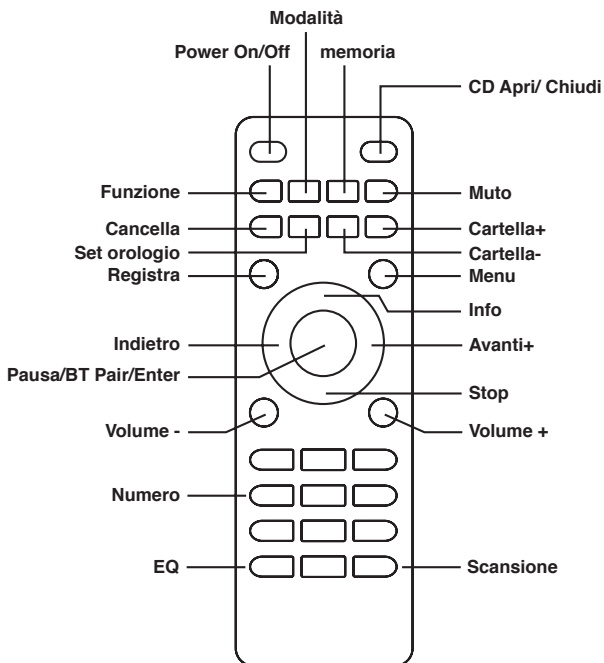 Modalità
Power On/Off
memoria
CD Apri/ Chiudi
Funzione
Muto
Cancella
Cartella+
Set orologio
Cartella-
Registra
Menu
Info
Indietro
Avanti+
Pausa/BT Pair/Enter
Stop
Volume -
Volume +
Numero
EQ
Scansione